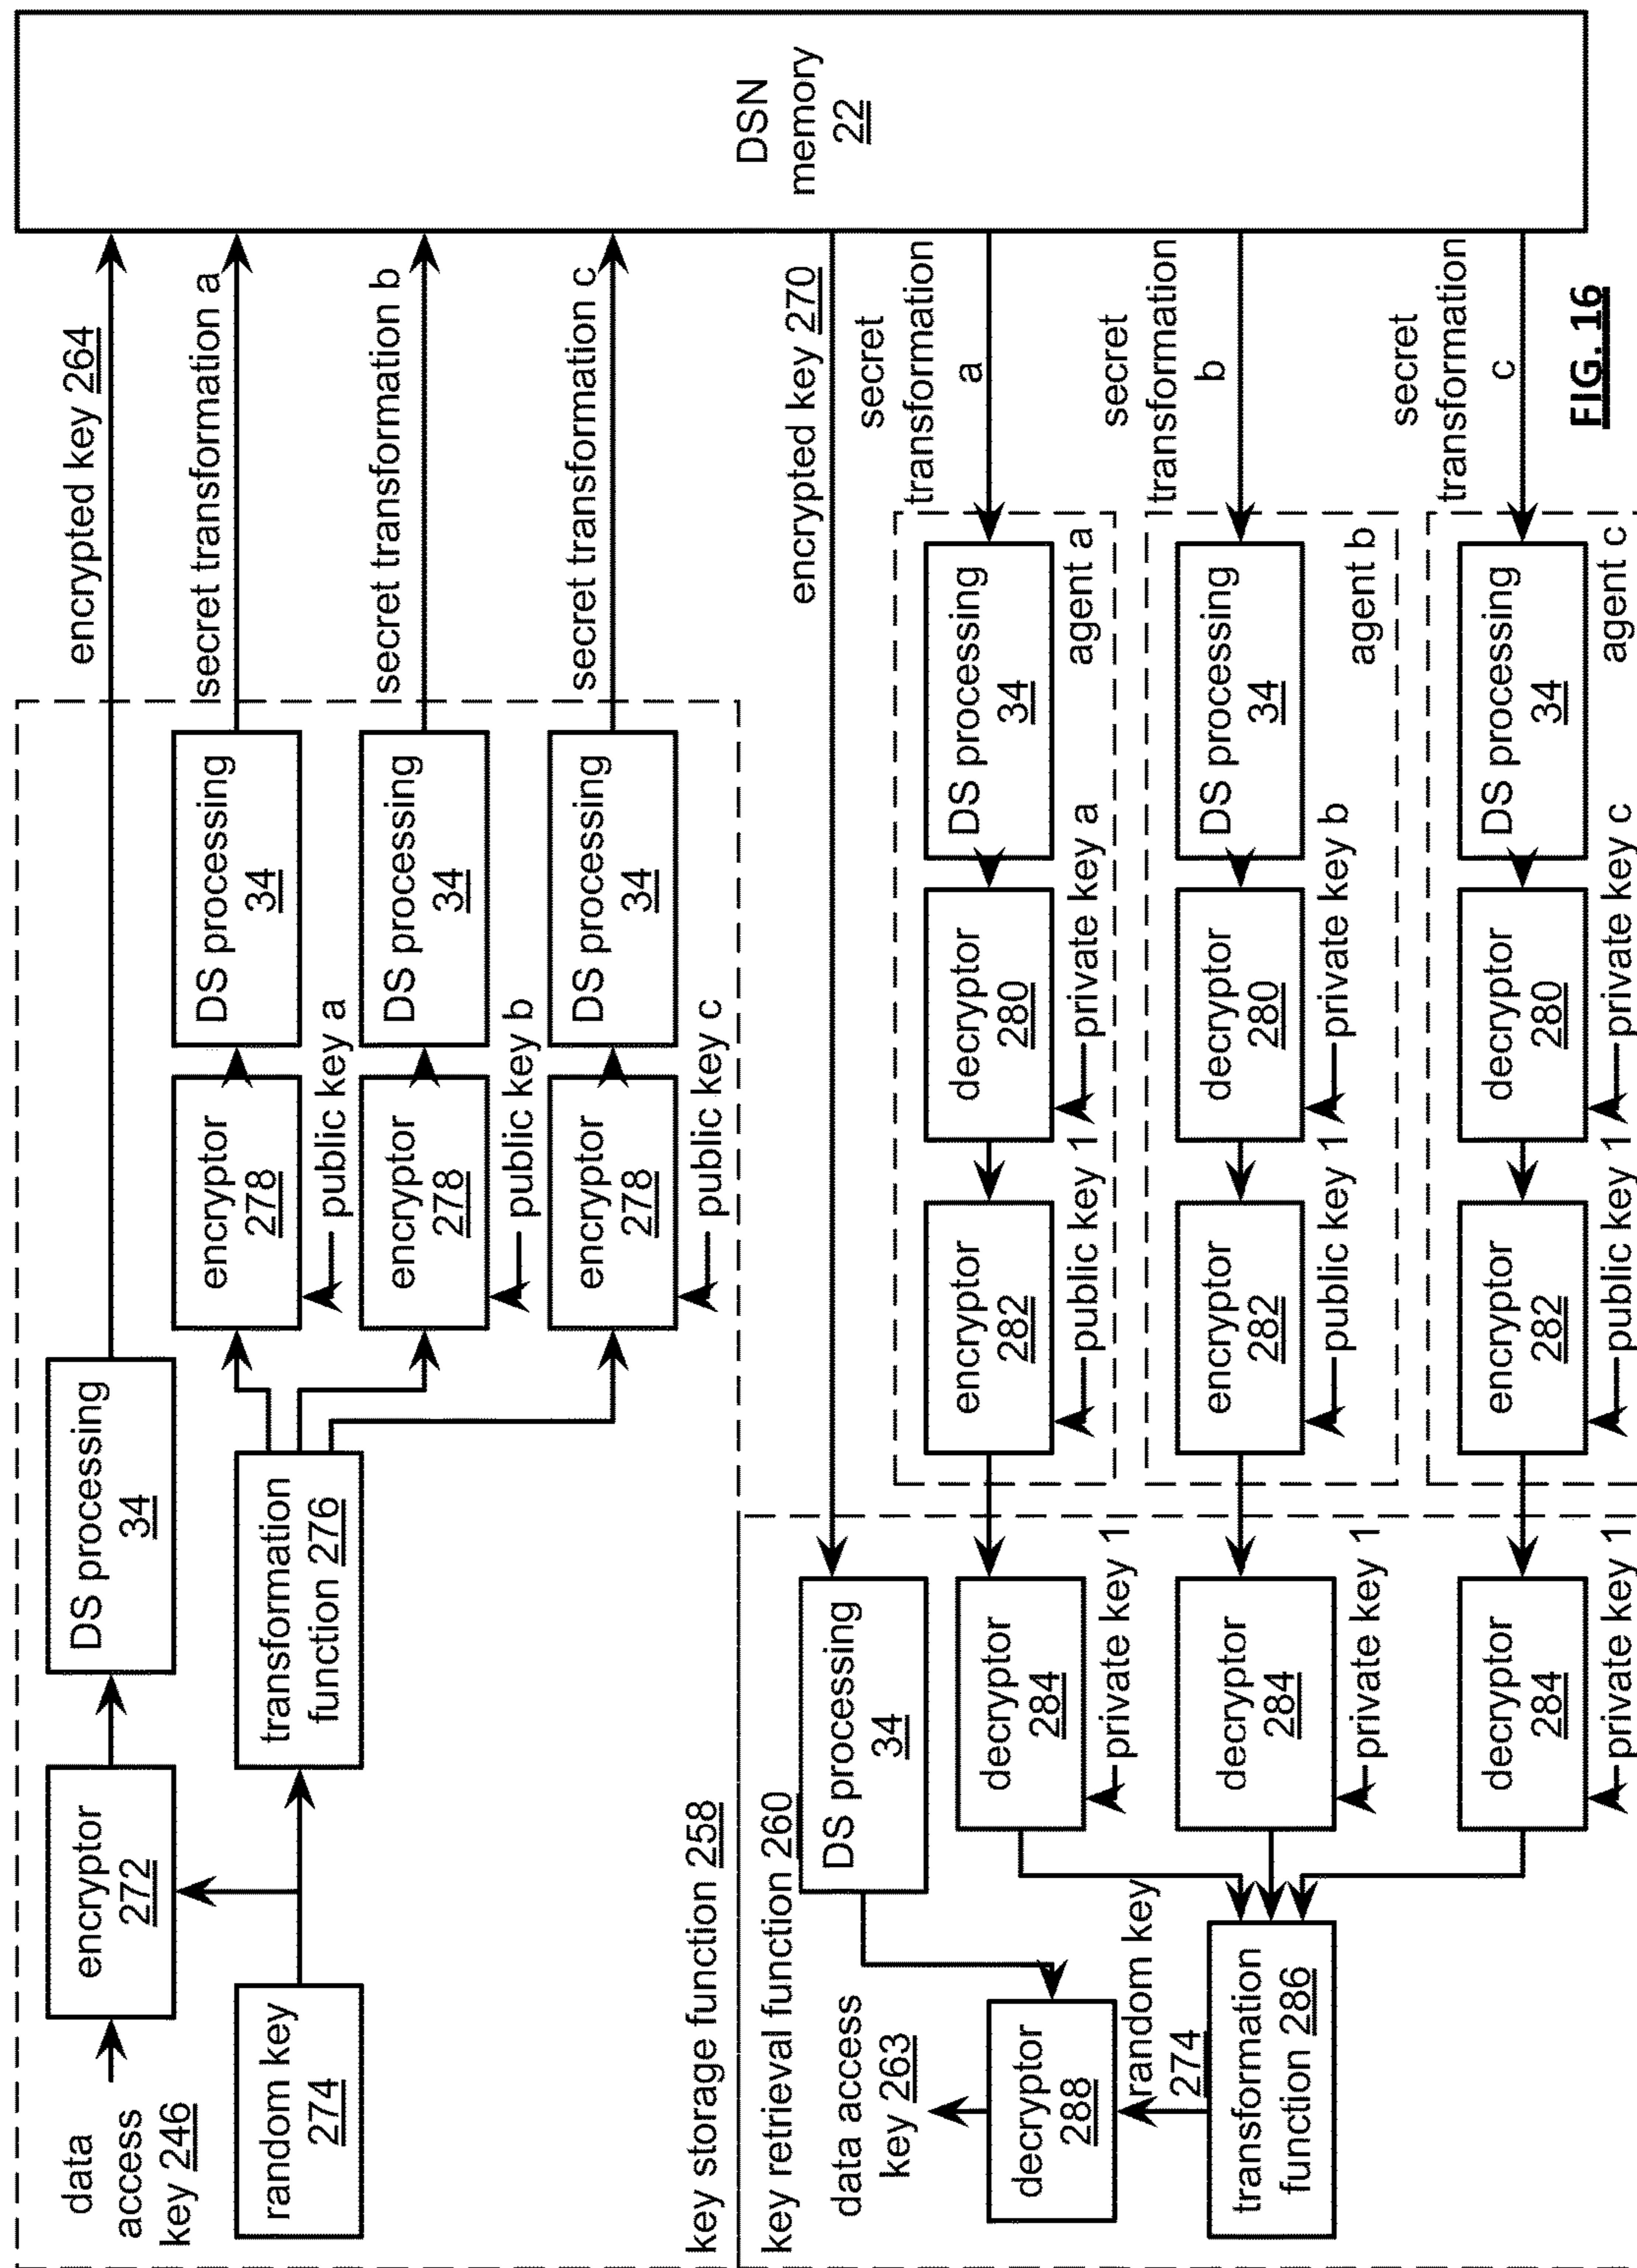 data
access
key 246
encryptor
272
DS processing
34
encrypted key 264
random key
274
transformation
function 276
encryptor
278
public key a
DS processing
34
secret transformation a
encryptor
278
public key b
DS processing
34
secret transformation b
encryptor
278
public key c
DS processing
34
secret transformation c
key storage function 258
DSN
memory
22
key retrieval function 260
data access
key 263
DS processing
34
encrypted key 270
decryptor
288
random key
274
transformation
function 286
decryptor
284
private key 1
encryptor
282
public key 1
decryptor
280
private key a
DS processing
34
agent a
secret
transformation
a
decryptor
284
private key 1
encryptor
282
public key 1
decryptor
280
private key b
DS processing
34
agent b
secret
transformation
b
decryptor
284
private key 1
encryptor
282
public key 1
decryptor
280
private key c
DS processing
34
agent c
secret
transformation
c
FIG. 16